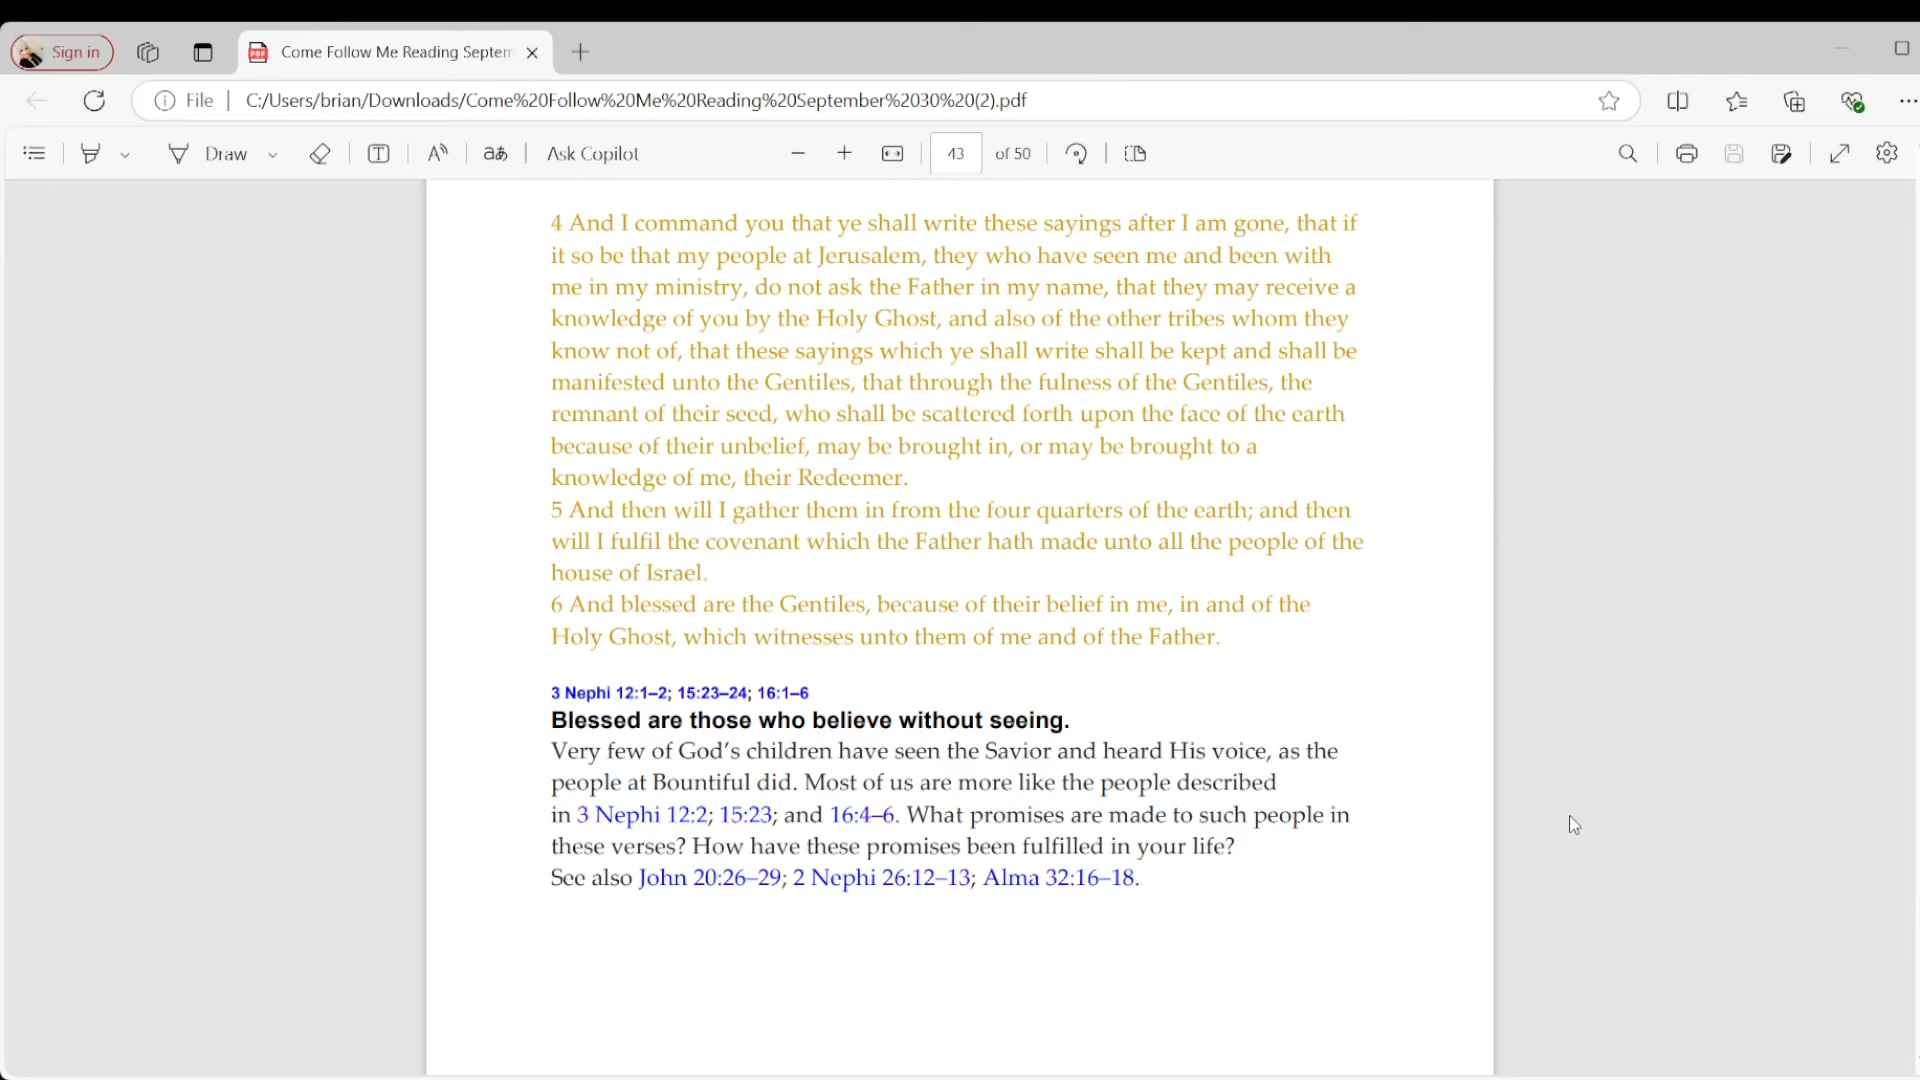 Sign in
Come Follow Me Reading Septem
File
C:/Users/brian/Downloads/Come%20Follow%20Me%20Reading%20September%2030%20(2).pdf
Draw
aあ
Ask Copilot
43
of 50
4 And I command you that ye shall write these sayings after I am gone, that if
it so be that my people at Jerusalem, they who have seen me and been with
me in my ministry, do not ask the Father in my name, that they may receive a
knowledge of you by the Holy Ghost, and also of the other tribes whom they
know not of, that these sayings which ye shall write shall be kept and shall be
manifested unto the Gentiles, that through the fulness of the Gentiles, the
remnant of their seed, who shall be scattered forth upon the face of the earth
because of their unbelief, may be brought in, or may be brought to a
knowledge of me, their Redeemer.
5 And then will I gather them in from the four quarters of the earth; and then
will I fulfil the covenant which the Father hath made unto all the people of the
house of Israel.
6 And blessed are the Gentiles, because of their belief in me, in and of the
Holy Ghost, which witnesses unto them of me and of the Father.
3 Nephi 12:1–2; 15:23–24; 16:1–6
Blessed are those who believe without seeing.
Very few of God's children have seen the Savior and heard His voice, as the
people at Bountiful did. Most of us are more like the people described
in 3 Nephi 12:2; 15:23; and 16:4–6. What promises are made to such people in
these verses? How have these promises been fulfilled in your life?
See also John 20:26–29; 2 Nephi 26:12–13; Alma 32:16–18.